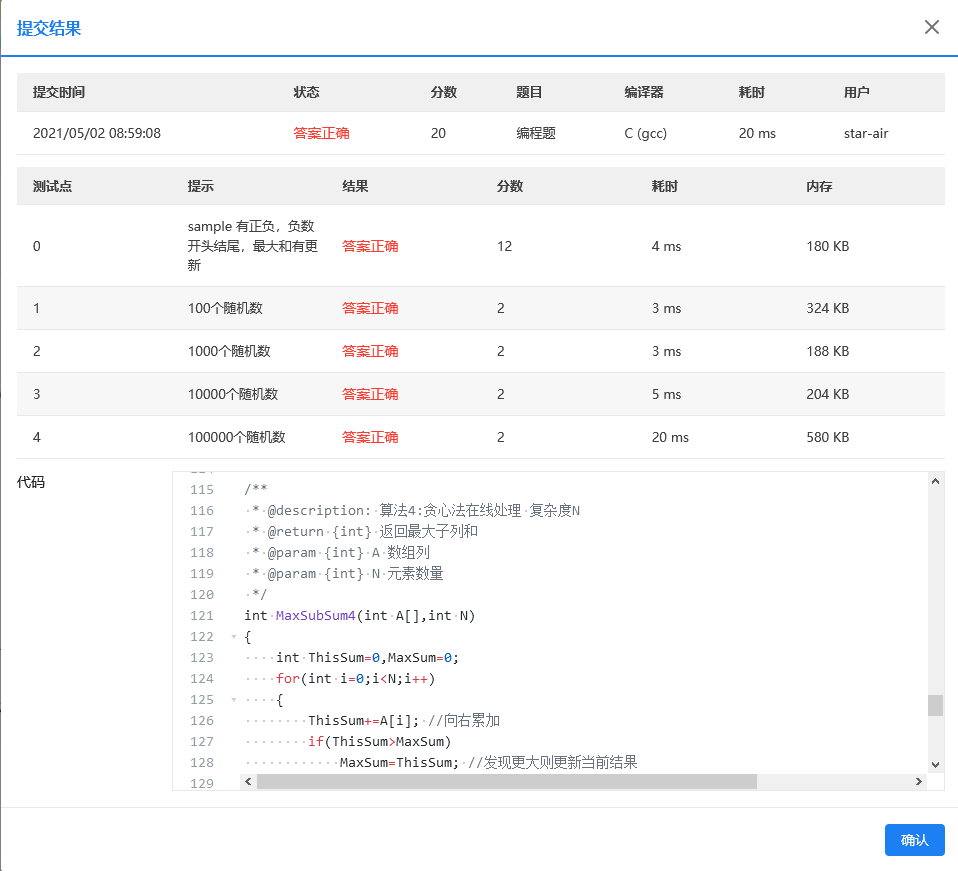 提交结果
提交时间 状态 分数 题目 编译器 耗时 用户
2021/05/02 08:59:08 答案正确 20 编程题 C (gcc) 20 ms star-air
测试点 提示 结果 分数 耗时 内存
0 sample 有正负，负数开头结尾，最大和有更新 答案正确 12 4 ms 180 KB
1 100个随机数 答案正确 2 3 ms 324 KB
2 1000个随机数 答案正确 2 3 ms 188 KB
3 10000个随机数 答案正确 2 5 ms 204 KB
4 100000个随机数 答案正确 2 20 ms 580 KB
代码
115 /**
116  * @description: 算法4:贪心法在线处理 复杂度N
117  * @return {int} 返回最大子列和
118  * @param {int} A 数组列
119  * @param {int} N 元素数量
120  */
121 int MaxSubSum4(int A[],int N)
122 {
123     int ThisSum=0,MaxSum=0;
124     for(int i=0;i<N;i++)
125     {
126         ThisSum+=A[i]; //向右累加
127         if(ThisSum>MaxSum)
128             MaxSum=ThisSum; //发现更大则更新当前结果
129
确认